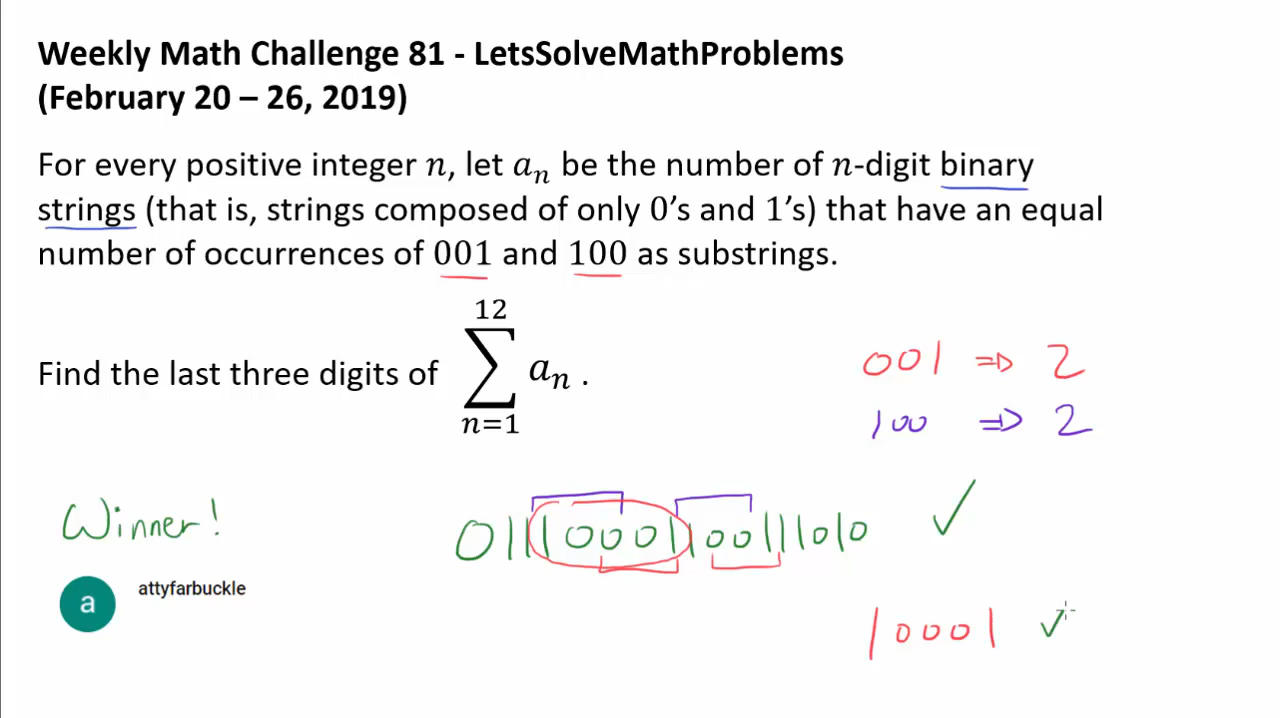 Weekly Math Challenge 81 - LetsSolveMathProblems
(February 20 – 26, 2019)
For every positive integer n, let aₙ be the number of n-digit binary
strings (that is, strings composed of only 0's and 1's) that have an equal
number of occurrences of 001 and 100 as substrings.
12
Find the last three digits of ∑ aₙ .
n=1
001 ⇒ 2
100 ⇒ 2
Winner!
a attyfarbuckle
01111000110011101​0 ✓
10001 ✓